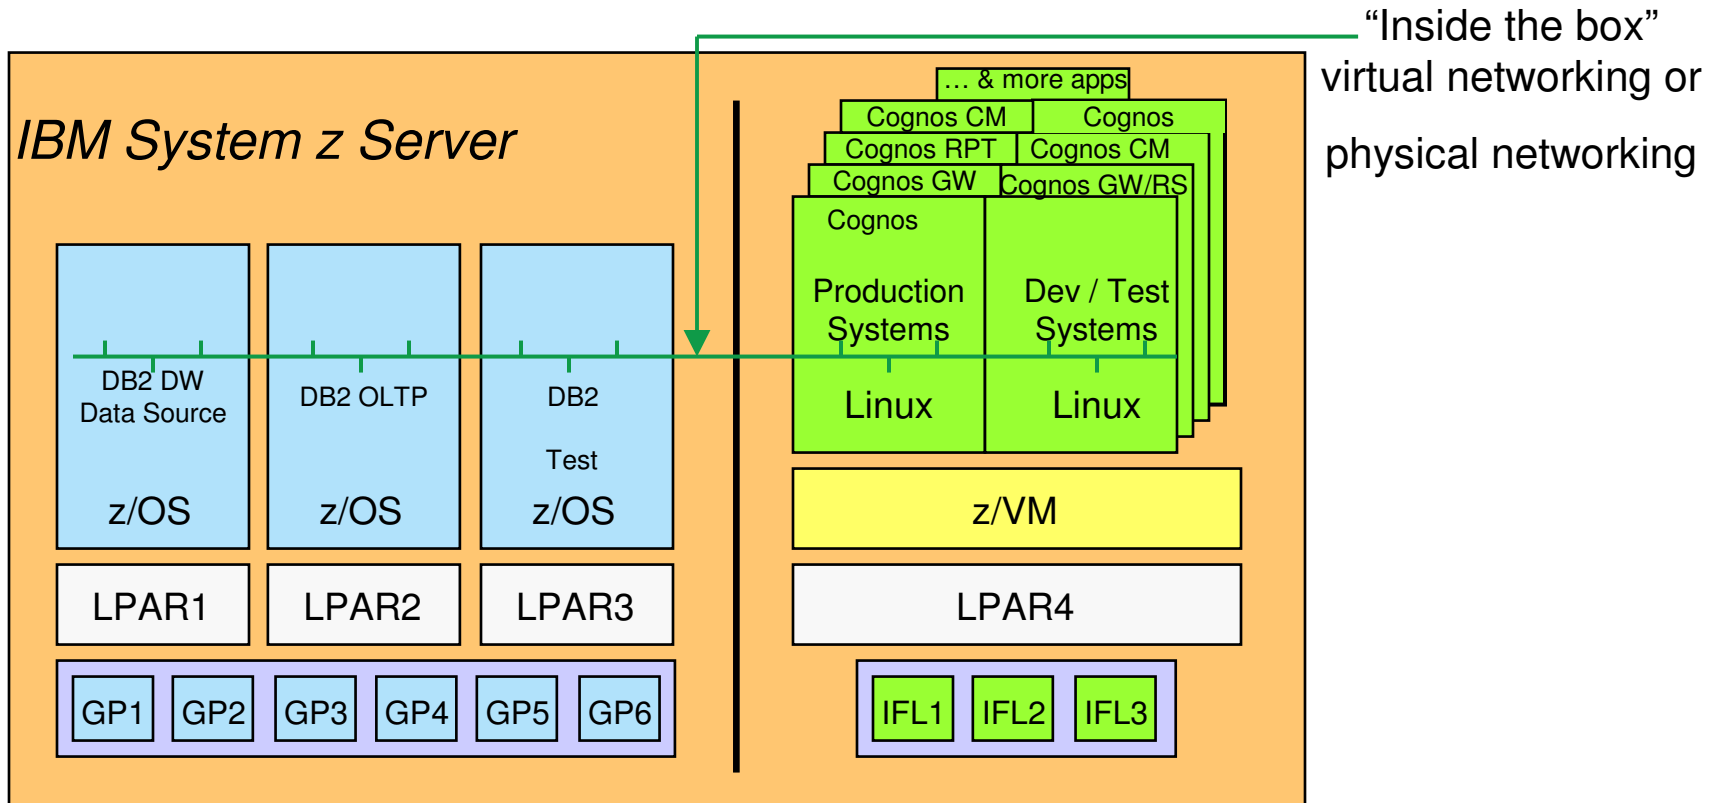 “Inside the box”
virtual networking or
physical networking
IBM System z Server
… & more apps
Cognos CM
Cognos
Cognos RPT
Cognos CM
Cognos GW
Cognos GW/RS
Cognos
Production
Systems
Dev / Test
Systems
DB2 DW
Data Source
DB2 OLTP
DB2
Test
Linux
Linux
z/OS
z/OS
z/OS
z/VM
LPAR1
LPAR2
LPAR3
LPAR4
GP1
GP2
GP3
GP4
GP5
GP6
IFL1
IFL2
IFL3